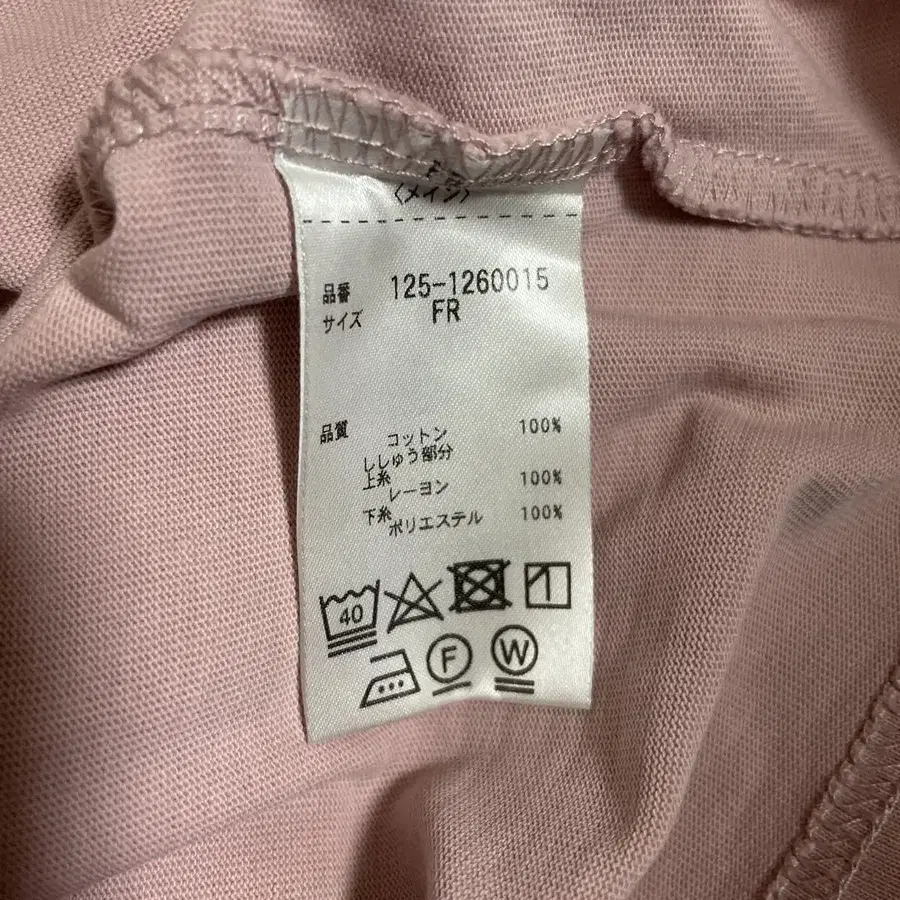 〈メイン〉
品番 125-1260015
サイズ FR
品質 コットン 100%
ししゅう部分
上糸
レーヨン 100%
下糸
ポリエステル 100%
40
F W